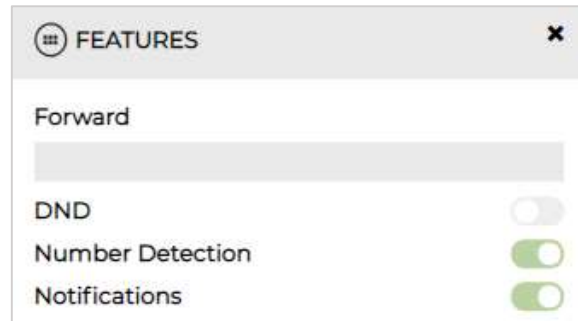 FEATURES
Forward
DND
Number Detection
Notifications